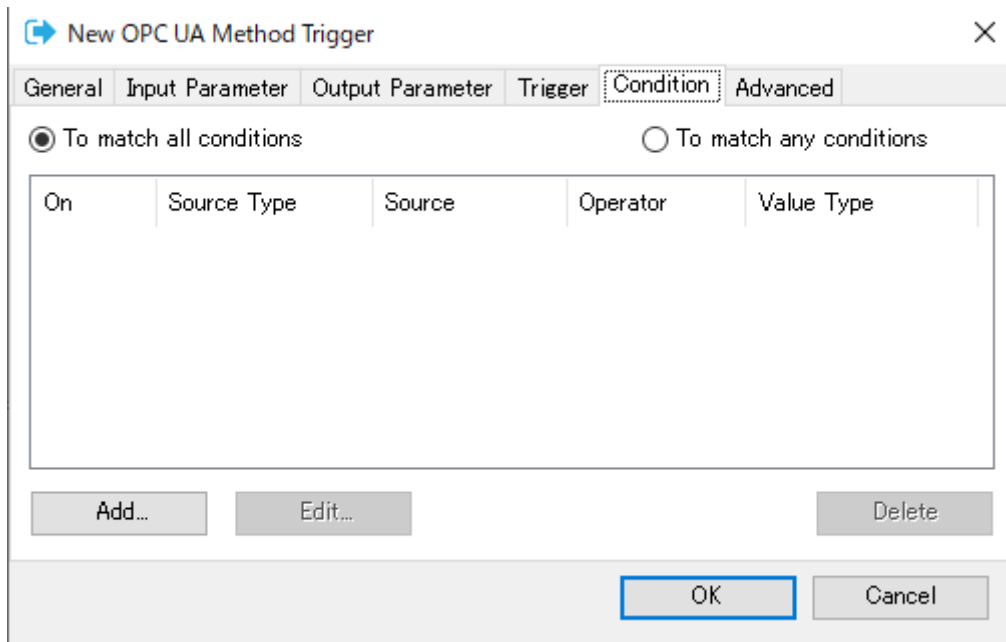 New OPC UA Method Trigger
General Input Parameter Output Parameter Trigger Condition Advanced
To match all conditions To match any conditions
On Source Type Source Operator Value Type
Add... Edit... Delete
OK Cancel